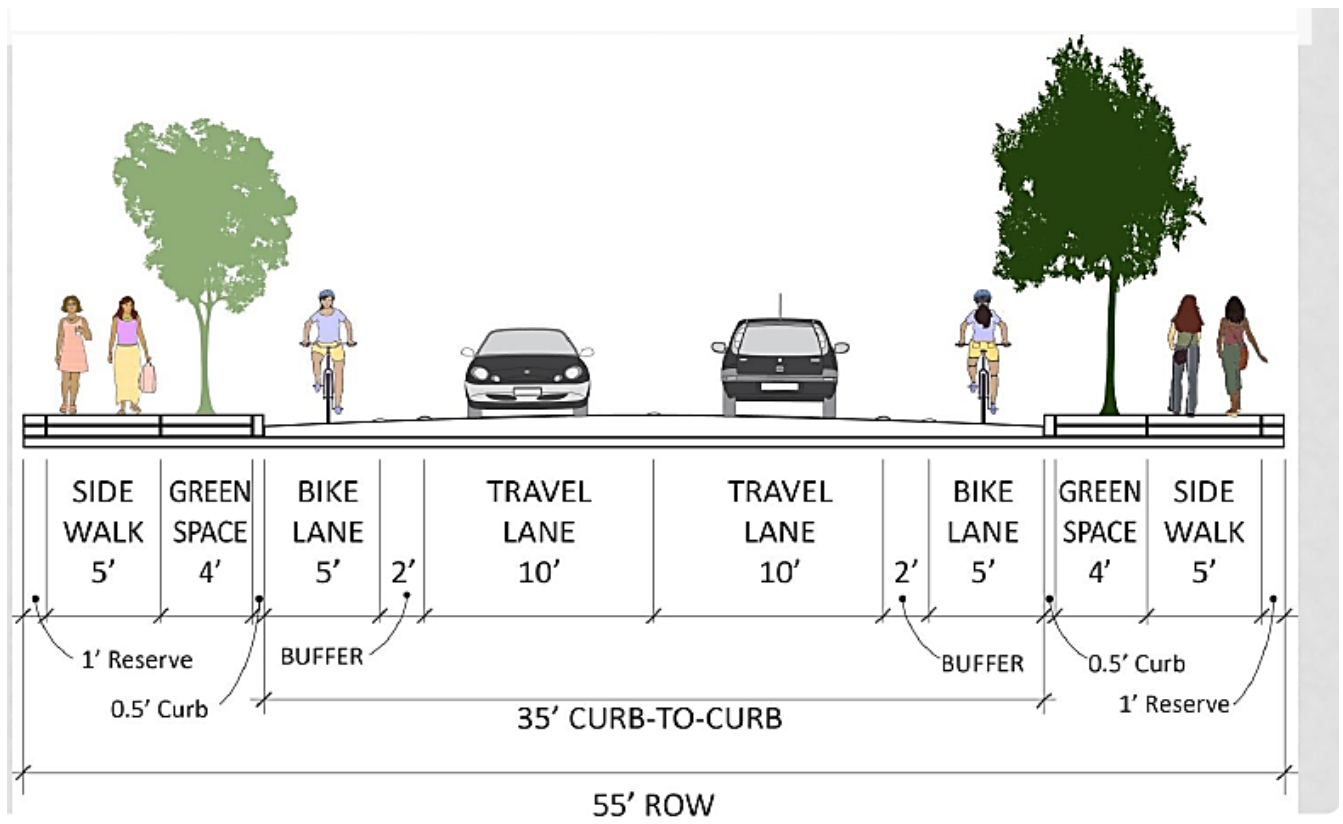 SIDE
WALK
5'
GREEN
SPACE
4'
BIKE
LANE
5'
2'
TRAVEL
LANE
10'
TRAVEL
LANE
10'
2'
BIKE
LANE
5'
GREEN
SPACE
4'
SIDE
WALK
5'
1' Reserve
0.5' Curb
BUFFER
BUFFER
0.5' Curb
1' Reserve
35' CURB-TO-CURB
55' ROW